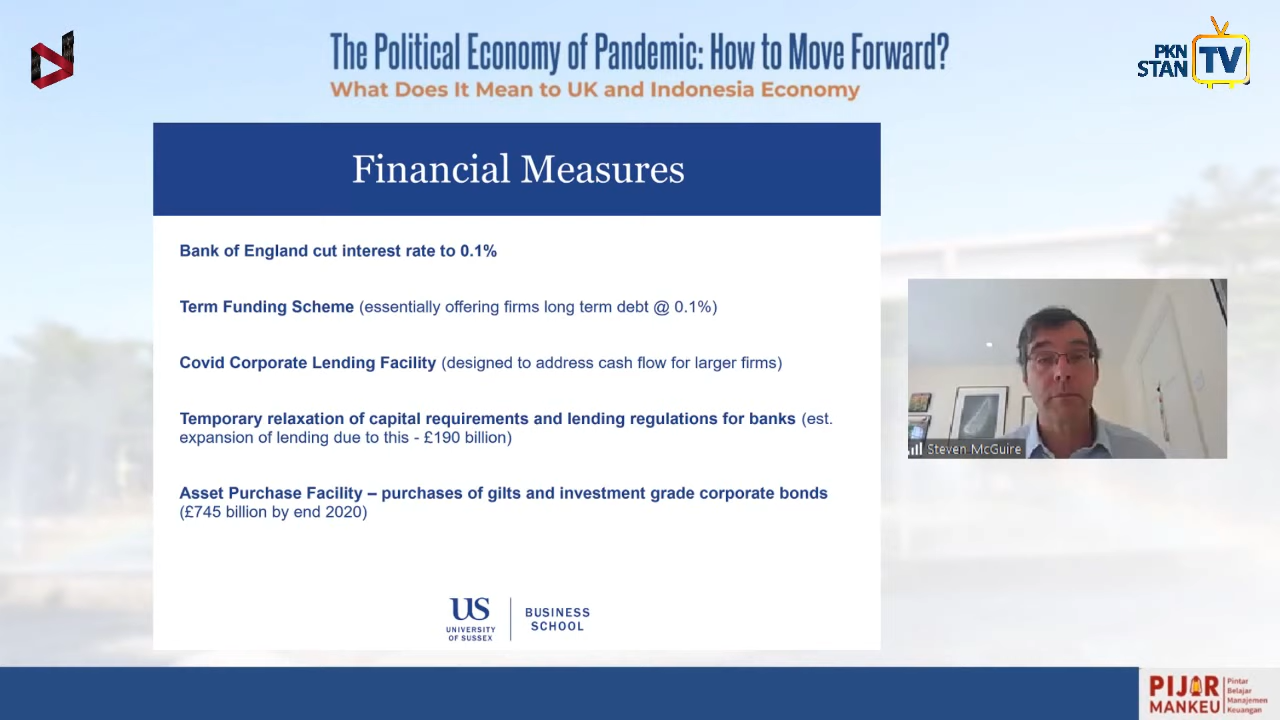 The Political Economy of Pandemic: How to Move Forward?
What Does It Mean to UK and Indonesia Economy
PKN
STAN TV
Financial Measures
Bank of England cut interest rate to 0.1%
Term Funding Scheme (essentially offering firms long term debt @ 0.1%)
Covid Corporate Lending Facility (designed to address cash flow for larger firms)
Temporary relaxation of capital requirements and lending regulations for banks (est.
expansion of lending due to this - £190 billion)
Asset Purchase Facility – purchases of gilts and investment grade corporate bonds
(£745 billion by end 2020)
Steven McGuire
US
UNIVERSITY
OF SUSSEX
BUSINESS
SCHOOL
PIJAR
MANKEU
Pintar
Belajar
Manajemen
Keuangan